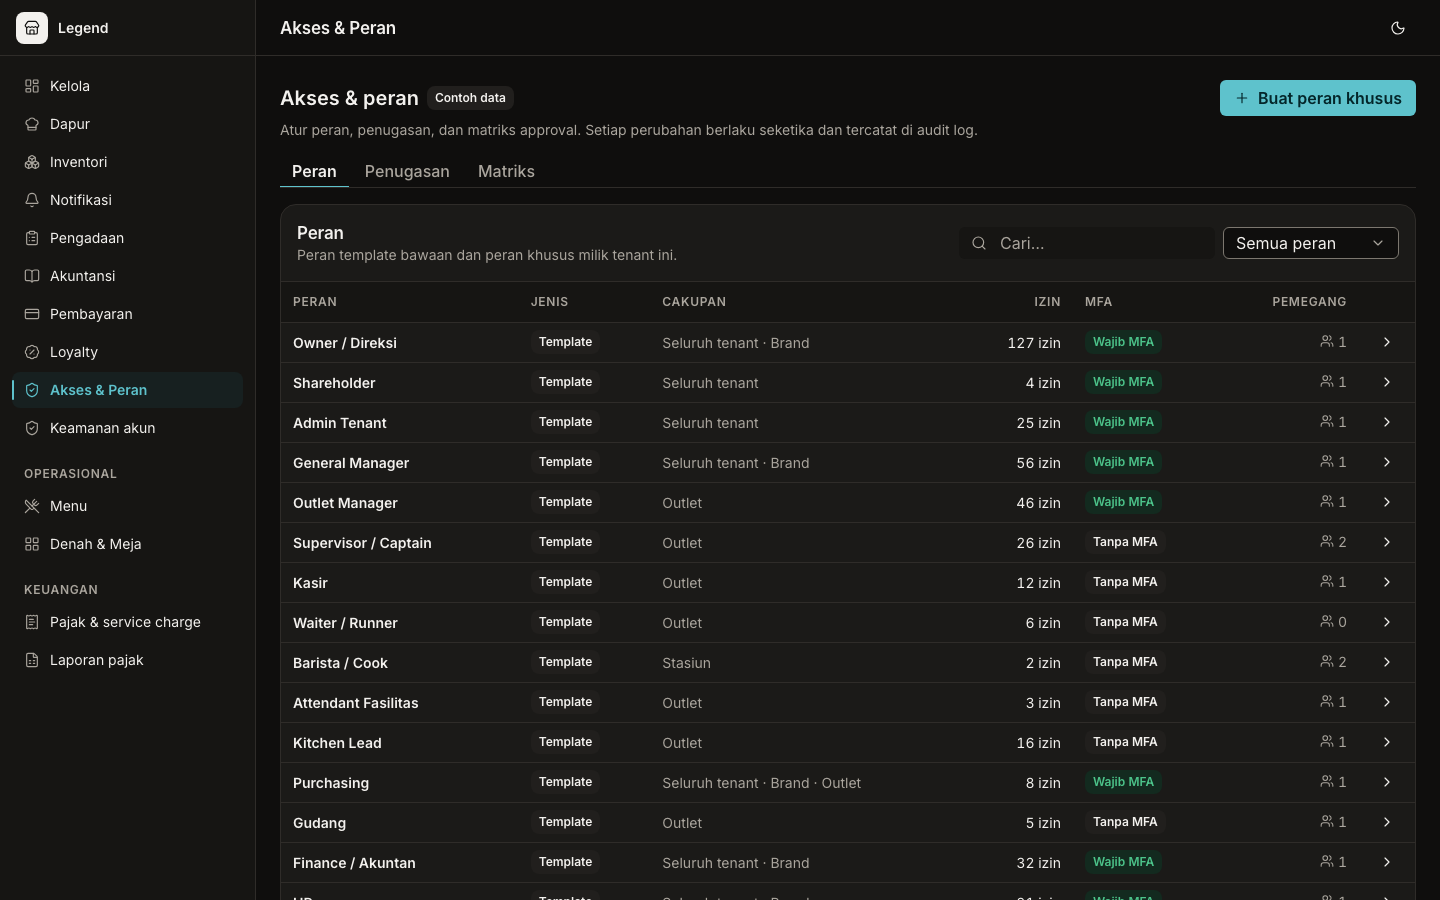 Legend
Akses & Peran
Kelola
Dapur
Inventori
Notifikasi
Pengadaan
Akuntansi
Pembayaran
Loyalty
Akses & Peran
Keamanan akun
OPERASIONAL
Menu
Denah & Meja
KEUANGAN
Pajak & service charge
Laporan pajak
Akses & peran Contoh data
Buat peran khusus
Atur peran, penugasan, dan matriks approval. Setiap perubahan berlaku seketika dan tercatat di audit log.
Peran Penugasan Matriks
Peran
Peran template bawaan dan peran khusus milik tenant ini.
Cari... Semua peran
PERAN JENIS CAKUPAN IZIN MFA PEMEGANG
Owner / Direksi Template Seluruh tenant · Brand 127 izin Wajib MFA 1
Shareholder Template Seluruh tenant 4 izin Wajib MFA 1
Admin Tenant Template Seluruh tenant 25 izin Wajib MFA 1
General Manager Template Seluruh tenant · Brand 56 izin Wajib MFA 1
Outlet Manager Template Outlet 46 izin Wajib MFA 1
Supervisor / Captain Template Outlet 26 izin Tanpa MFA 2
Kasir Template Outlet 12 izin Tanpa MFA 1
Waiter / Runner Template Outlet 6 izin Tanpa MFA 0
Barista / Cook Template Stasiun 2 izin Tanpa MFA 2
Attendant Fasilitas Template Outlet 3 izin Tanpa MFA 1
Kitchen Lead Template Outlet 16 izin Tanpa MFA 1
Purchasing Template Seluruh tenant · Brand · Outlet 8 izin Wajib MFA 1
Gudang Template Outlet 5 izin Tanpa MFA 1
Finance / Akuntan Template Seluruh tenant · Brand 32 izin Wajib MFA 1